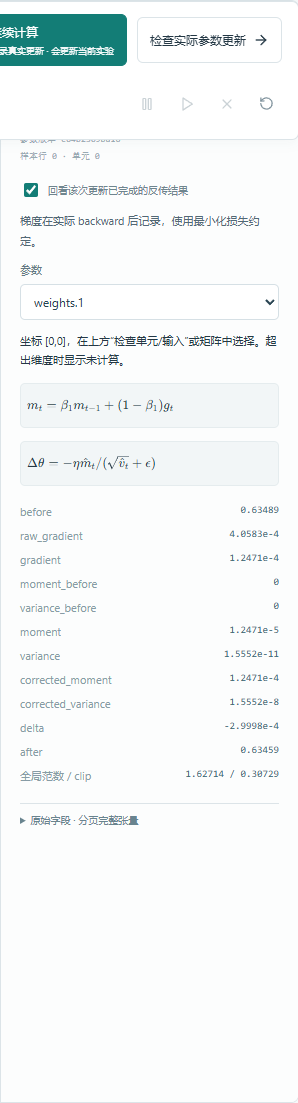 续计算
录真实更新 · 会更新当前实验
检查实际参数更新 →
样本行 0 · 单元 0
回看该次更新已完成的反传结果
梯度在实际 backward 后记录，使用最小化损失约
定。
参数
weights.1
坐标 [0,0]，在上方“检查单元/输入”或矩阵中选择。超
出维度时显示未计算。
m_t = β_1 m_{t−1} + (1 − β_1) g_t
Δθ = −η m̂_t/(√v̂_t + ϵ)
before 0.63489
raw_gradient 4.0583e-4
gradient 1.2471e-4
moment_before 0
variance_before 0
moment 1.2471e-5
variance 1.5552e-11
corrected_moment 1.2471e-4
corrected_variance 1.5552e-8
delta -2.9998e-4
after 0.63459
全局范数 / clip 1.62714 / 0.30729
▶ 原始字段 · 分页完整张量